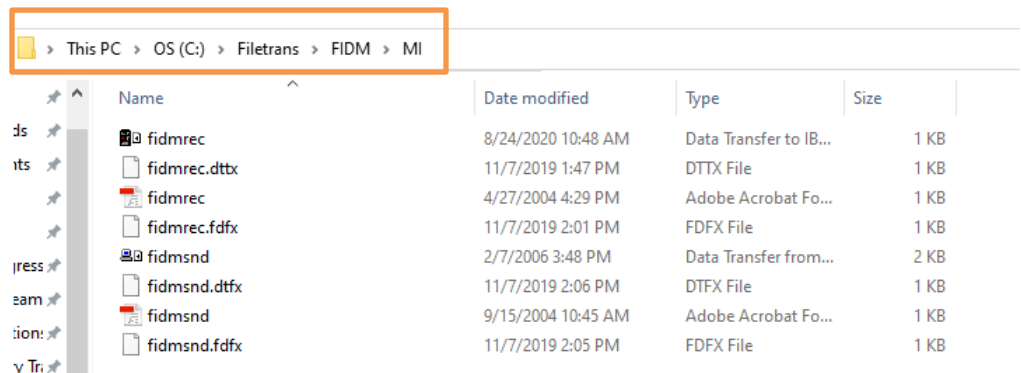 This PC > OS (C:) > Filetrans > FIDM > MI
Name Date modified Type Size
fidmrec 8/24/2020 10:48 AM Data Transfer to IB... 1 KB
fidmrec.dttx 11/7/2019 1:47 PM DTTX File 1 KB
fidmrec 4/27/2004 4:29 PM Adobe Acrobat Fo... 1 KB
fidmrec.fdfx 11/7/2019 2:01 PM FDFX File 1 KB
fidmsnd 2/7/2006 3:48 PM Data Transfer from... 2 KB
fidmsnd.dtfx 11/7/2019 2:06 PM DTFX File 1 KB
fidmsnd 9/15/2004 10:45 AM Adobe Acrobat Fo... 1 KB
fidmsnd.fdfx 11/7/2019 2:05 PM FDFX File 1 KB